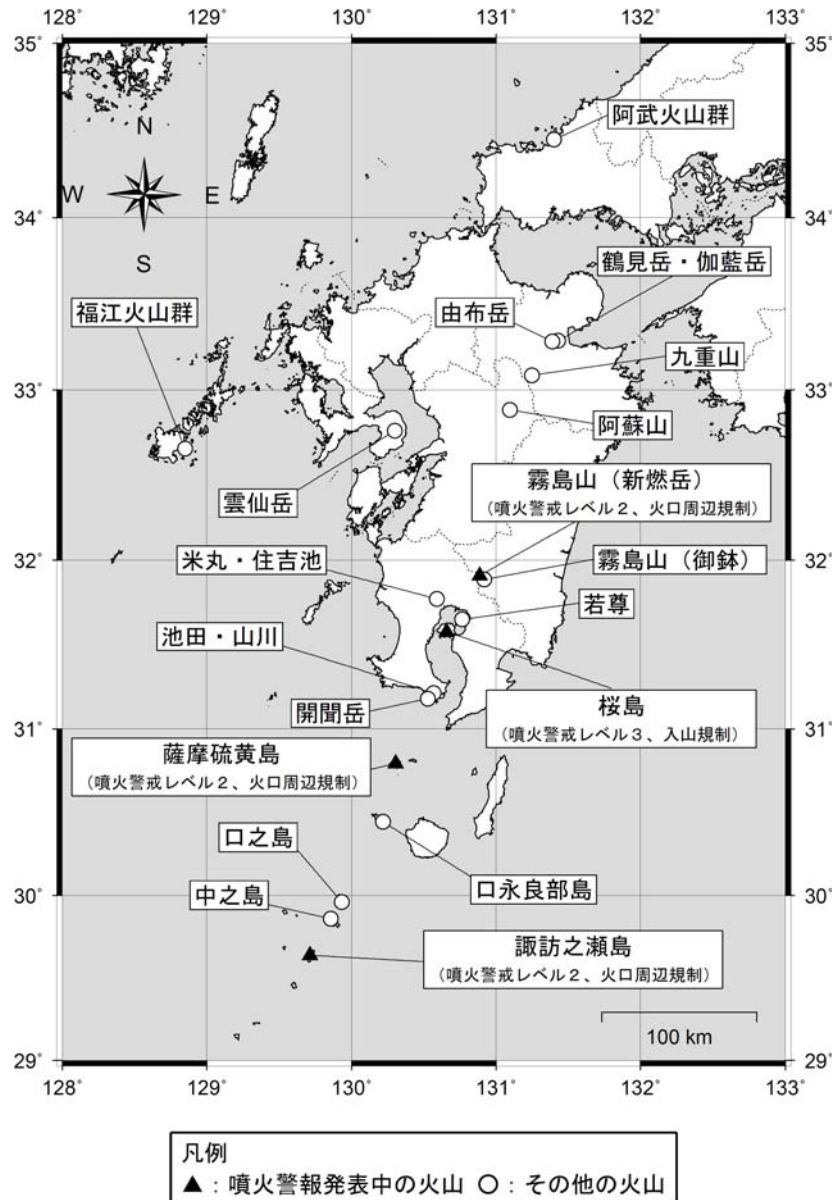 128° 129° 130° 131° 132° 133°
35° 35°
阿武火山群
N
W E
34° 34°
S
鶴見岳・伽藍岳
福江火山群
由布岳
九重山
33° 33°
阿蘇山
霧島山（新燃岳）
（噴火警戒レベル２、火口周辺規制）
雲仙岳
32° 32°
米丸・住吉池
霧島山（御鉢）
若尊
池田・山川
桜島
（噴火警戒レベル３、入山規制）
開聞岳
31° 31°
薩摩硫黄島
（噴火警戒レベル２、火口周辺規制）
口之島
口永良部島
中之島
30° 30°
諏訪之瀬島
（噴火警戒レベル２、火口周辺規制）
100 km
29° 29°
128° 129° 130° 131° 132° 133°
凡例
▲：噴火警報発表中の火山 ○：その他の火山